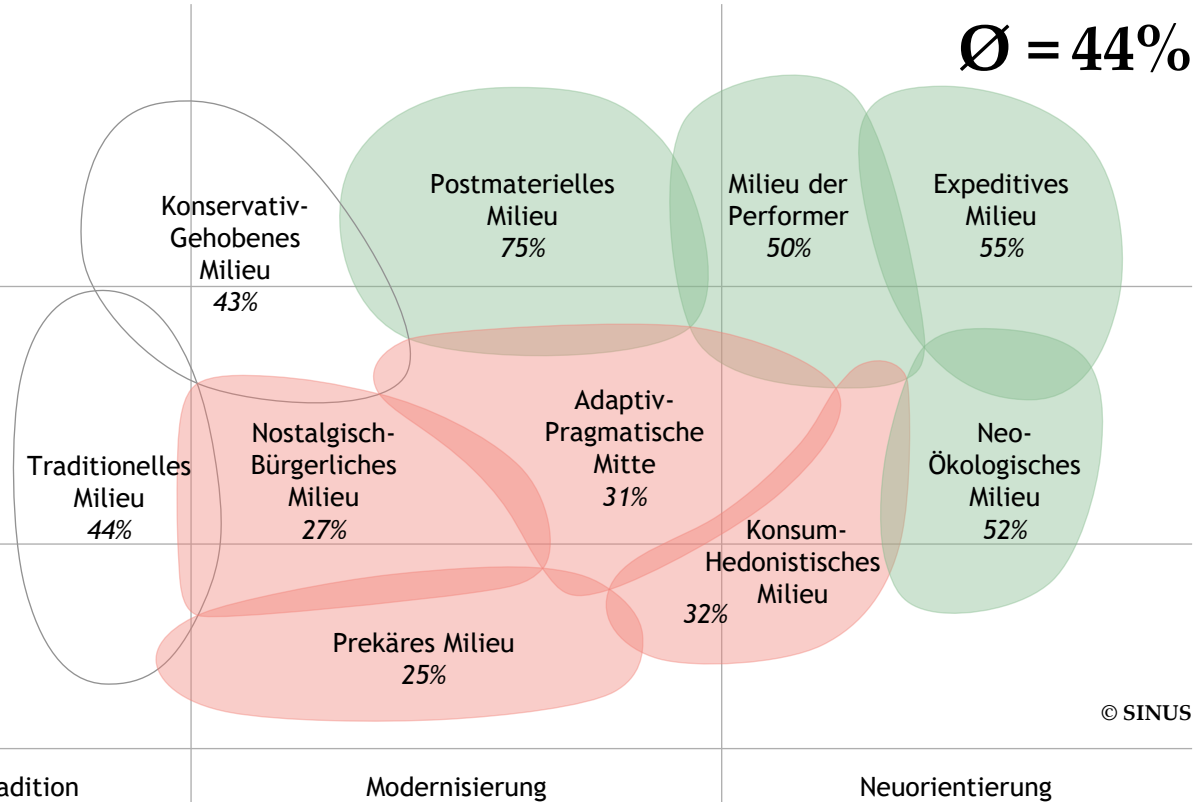 Ø = 44%
Konservativ-
Gehobenes
Milieu
43%
Postmaterielles
Milieu
75%
Milieu der
Performer
50%
Expeditives
Milieu
55%
Traditionelles
Milieu
44%
Nostalgisch-
Bürgerliches
Milieu
27%
Adaptiv-
Pragmatische
Mitte
31%
Konsum-
Hedonistisches
Milieu
32%
Neo-
Ökologisches
Milieu
52%
Prekäres Milieu
25%
© SINUS
adition
Modernisierung
Neuorientierung